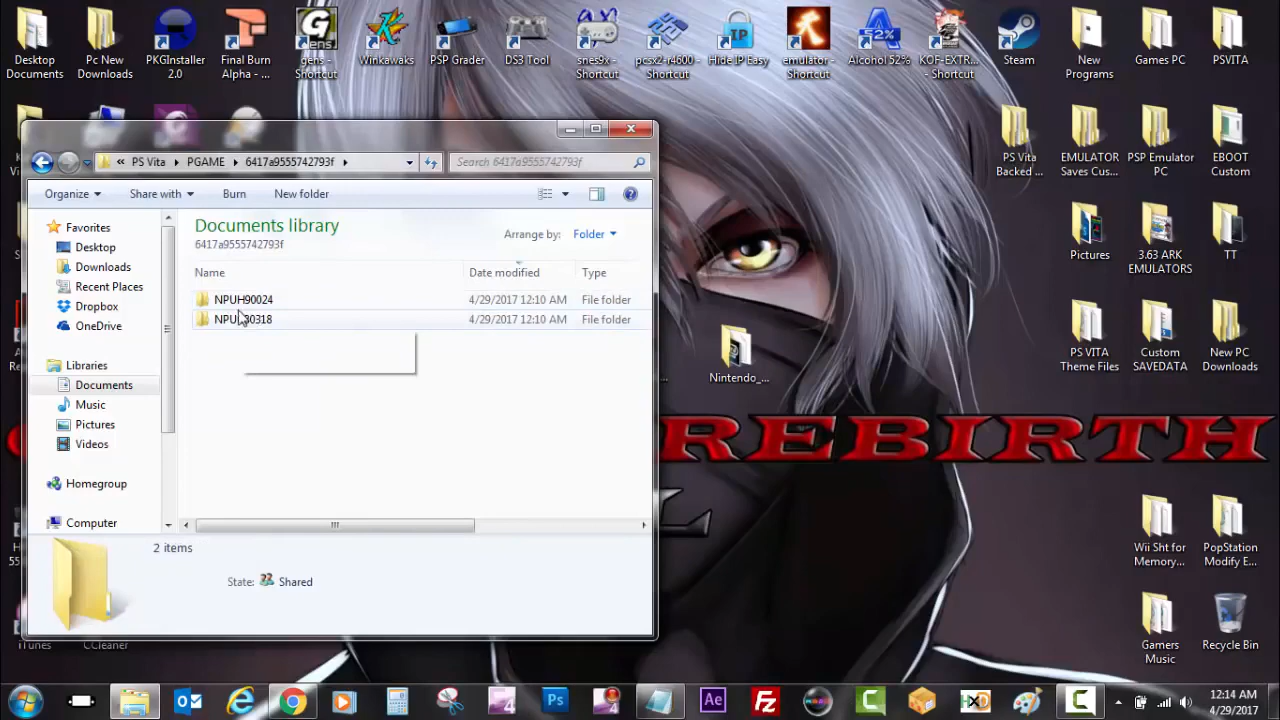 Desktop Documents
Pc New Downloads
PKGInstaller 2.0
Final Burn Alpha - ...
gens - Shortcut
Winkawaks
PSP Grader
DS3 Tool
snes9x - Shortcut
pcsx2-r4600 - Shortcut
Hide IP Easy
emulator - Shortcut
Alcohol 52%
KOF-EXTR... - Shortcut
Steam
New Programs
Games PC
PSVITA
PS Vita Backed ...
EMULATOR Saves Cus...
PSP Emulator PC
EBOOT Custom
Pictures
3.63 ARK EMULATORS
TT
PS VITA Theme Files
Custom SAVEDATA
New PC Downloads
Nintendo_...
REBIRTH
Wii Sht for Memory...
PopStation Modify E...
Gamers Music
Recycle Bin
iTunes
CCleaner
« PS Vita PGAME 6417a9555742793f
Search 6417a9555742793f
Organize Share with Burn New folder
Favorites
Desktop
Downloads
Recent Places
Dropbox
OneDrive
Libraries
Documents
Music
Pictures
Videos
Homegroup
Computer
Documents library
6417a9555742793f
Arrange by: Folder
Name Date modified Type
NPUH90024 4/29/2017 12:10 AM File folder
4/29/2017 12:10 AM File folder
2 items
State: Shared
12:14 AM
4/29/2017